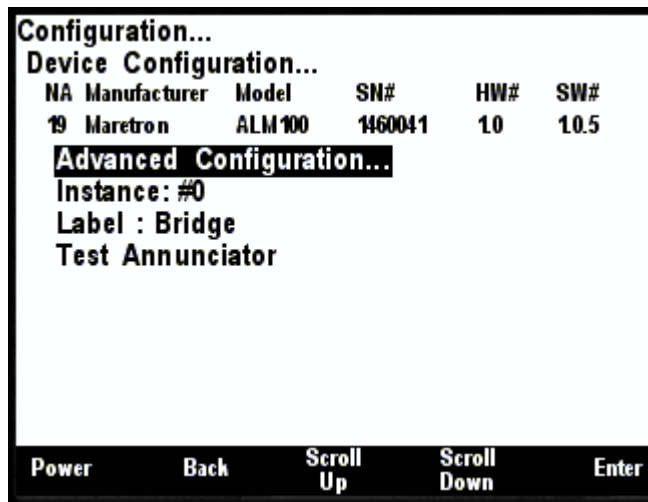 Configuration...
Device Configuration...
NA Manufacturer Model SN# HW# SW#
19 Maretron ALM100 1460041 1.0 1.0.5
Advanced Configuration...
Instance: #0
Label : Bridge
Test Annunciator
Power Back Scroll Up Scroll Down Enter